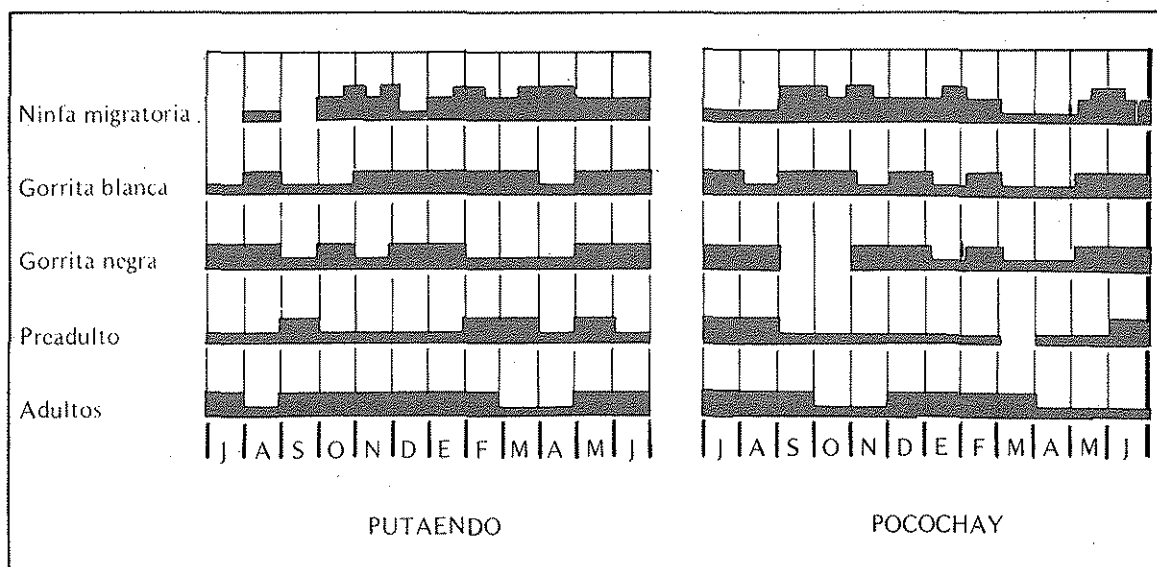 Ninfa migratoria
Gorrita blanca
Gorrita negra
Preadulto
Adultos
J A S O N D E F M A M J
J A S O N D E F M A M J
PUTAENDO
POCOCHAY